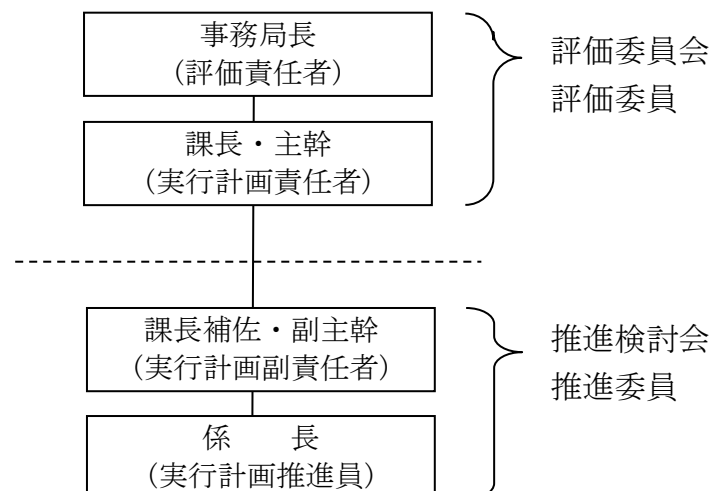 事務局長
(評価責任者)
評価委員会
評価委員
課長・主幹
(実行計画責任者)
課長補佐・副主幹
(実行計画副責任者)
推進検討会
推進委員
係　　長
(実行計画推進員)